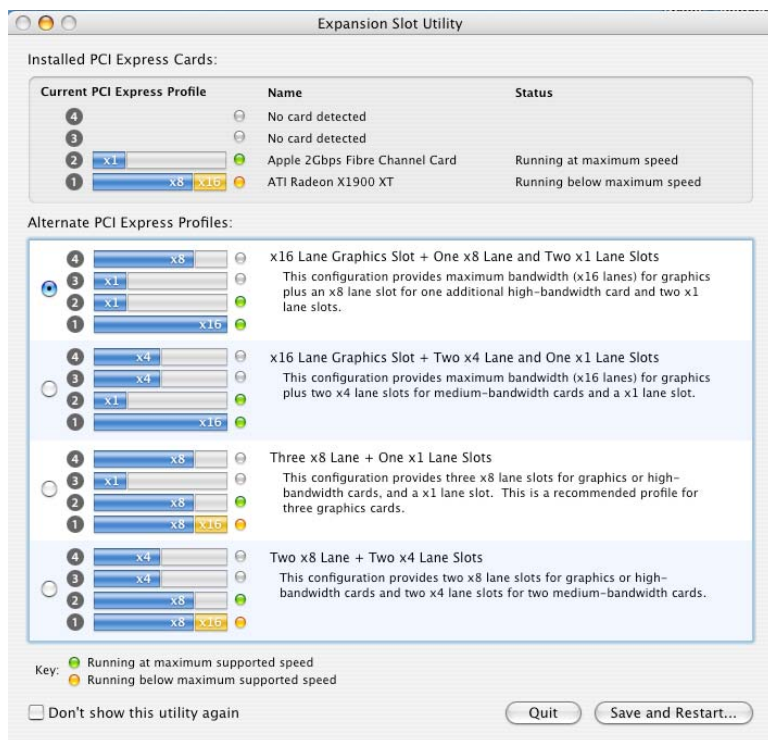 Expansion Slot Utility
Installed PCI Express Cards:
Current PCI Express Profile Name Status
4 No card detected
3 No card detected
2 x1 Apple 2Gbps Fibre Channel Card Running at maximum speed
1 x8 x16 ATI Radeon X1900 XT Running below maximum speed
Alternate PCI Express Profiles:
4 x8 x16 Lane Graphics Slot + One x8 Lane and Two x1 Lane Slots
3 x1 This configuration provides maximum bandwidth (x16 lanes) for graphics
2 x1 plus an x8 lane slot for one additional high-bandwidth card and two x1
1 x16 lane slots.
4 x4 x16 Lane Graphics Slot + Two x4 Lane and One x1 Lane Slots
3 x4 This configuration provides maximum bandwidth (x16 lanes) for graphics
2 x1 plus two x4 lane slots for medium-bandwidth cards and a x1 lane slot.
1 x16
4 x8 Three x8 Lane + One x1 Lane Slots
3 x1 This configuration provides three x8 lane slots for graphics or high-
2 x8 bandwidth cards, and a x1 lane slot. This is a recommended profile for
1 x8 x16 three graphics cards.
4 x4 Two x8 Lane + Two x4 Lane Slots
3 x4 This configuration provides two x8 lane slots for graphics or high-
2 x8 bandwidth cards and two x4 lane slots for two medium-bandwidth cards.
1 x8 x16
Key: Running at maximum supported speed
Running below maximum supported speed
Don't show this utility again Quit Save and Restart...